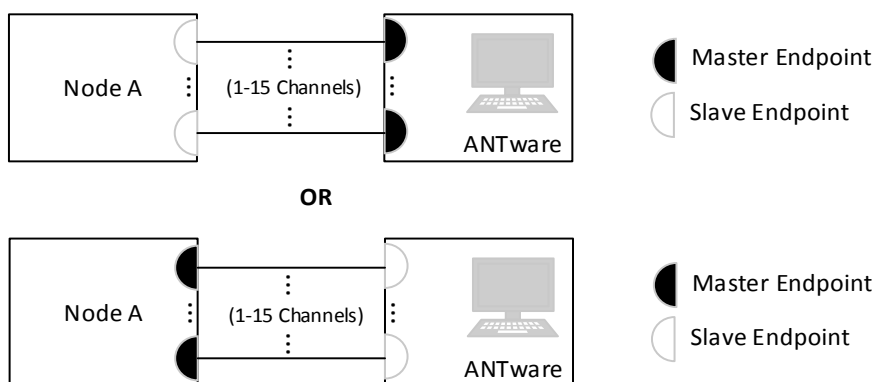 Node A
(1-15 Channels)
ANTware
Master Endpoint
Slave Endpoint
OR
Node A
(1-15 Channels)
ANTware
Master Endpoint
Slave Endpoint